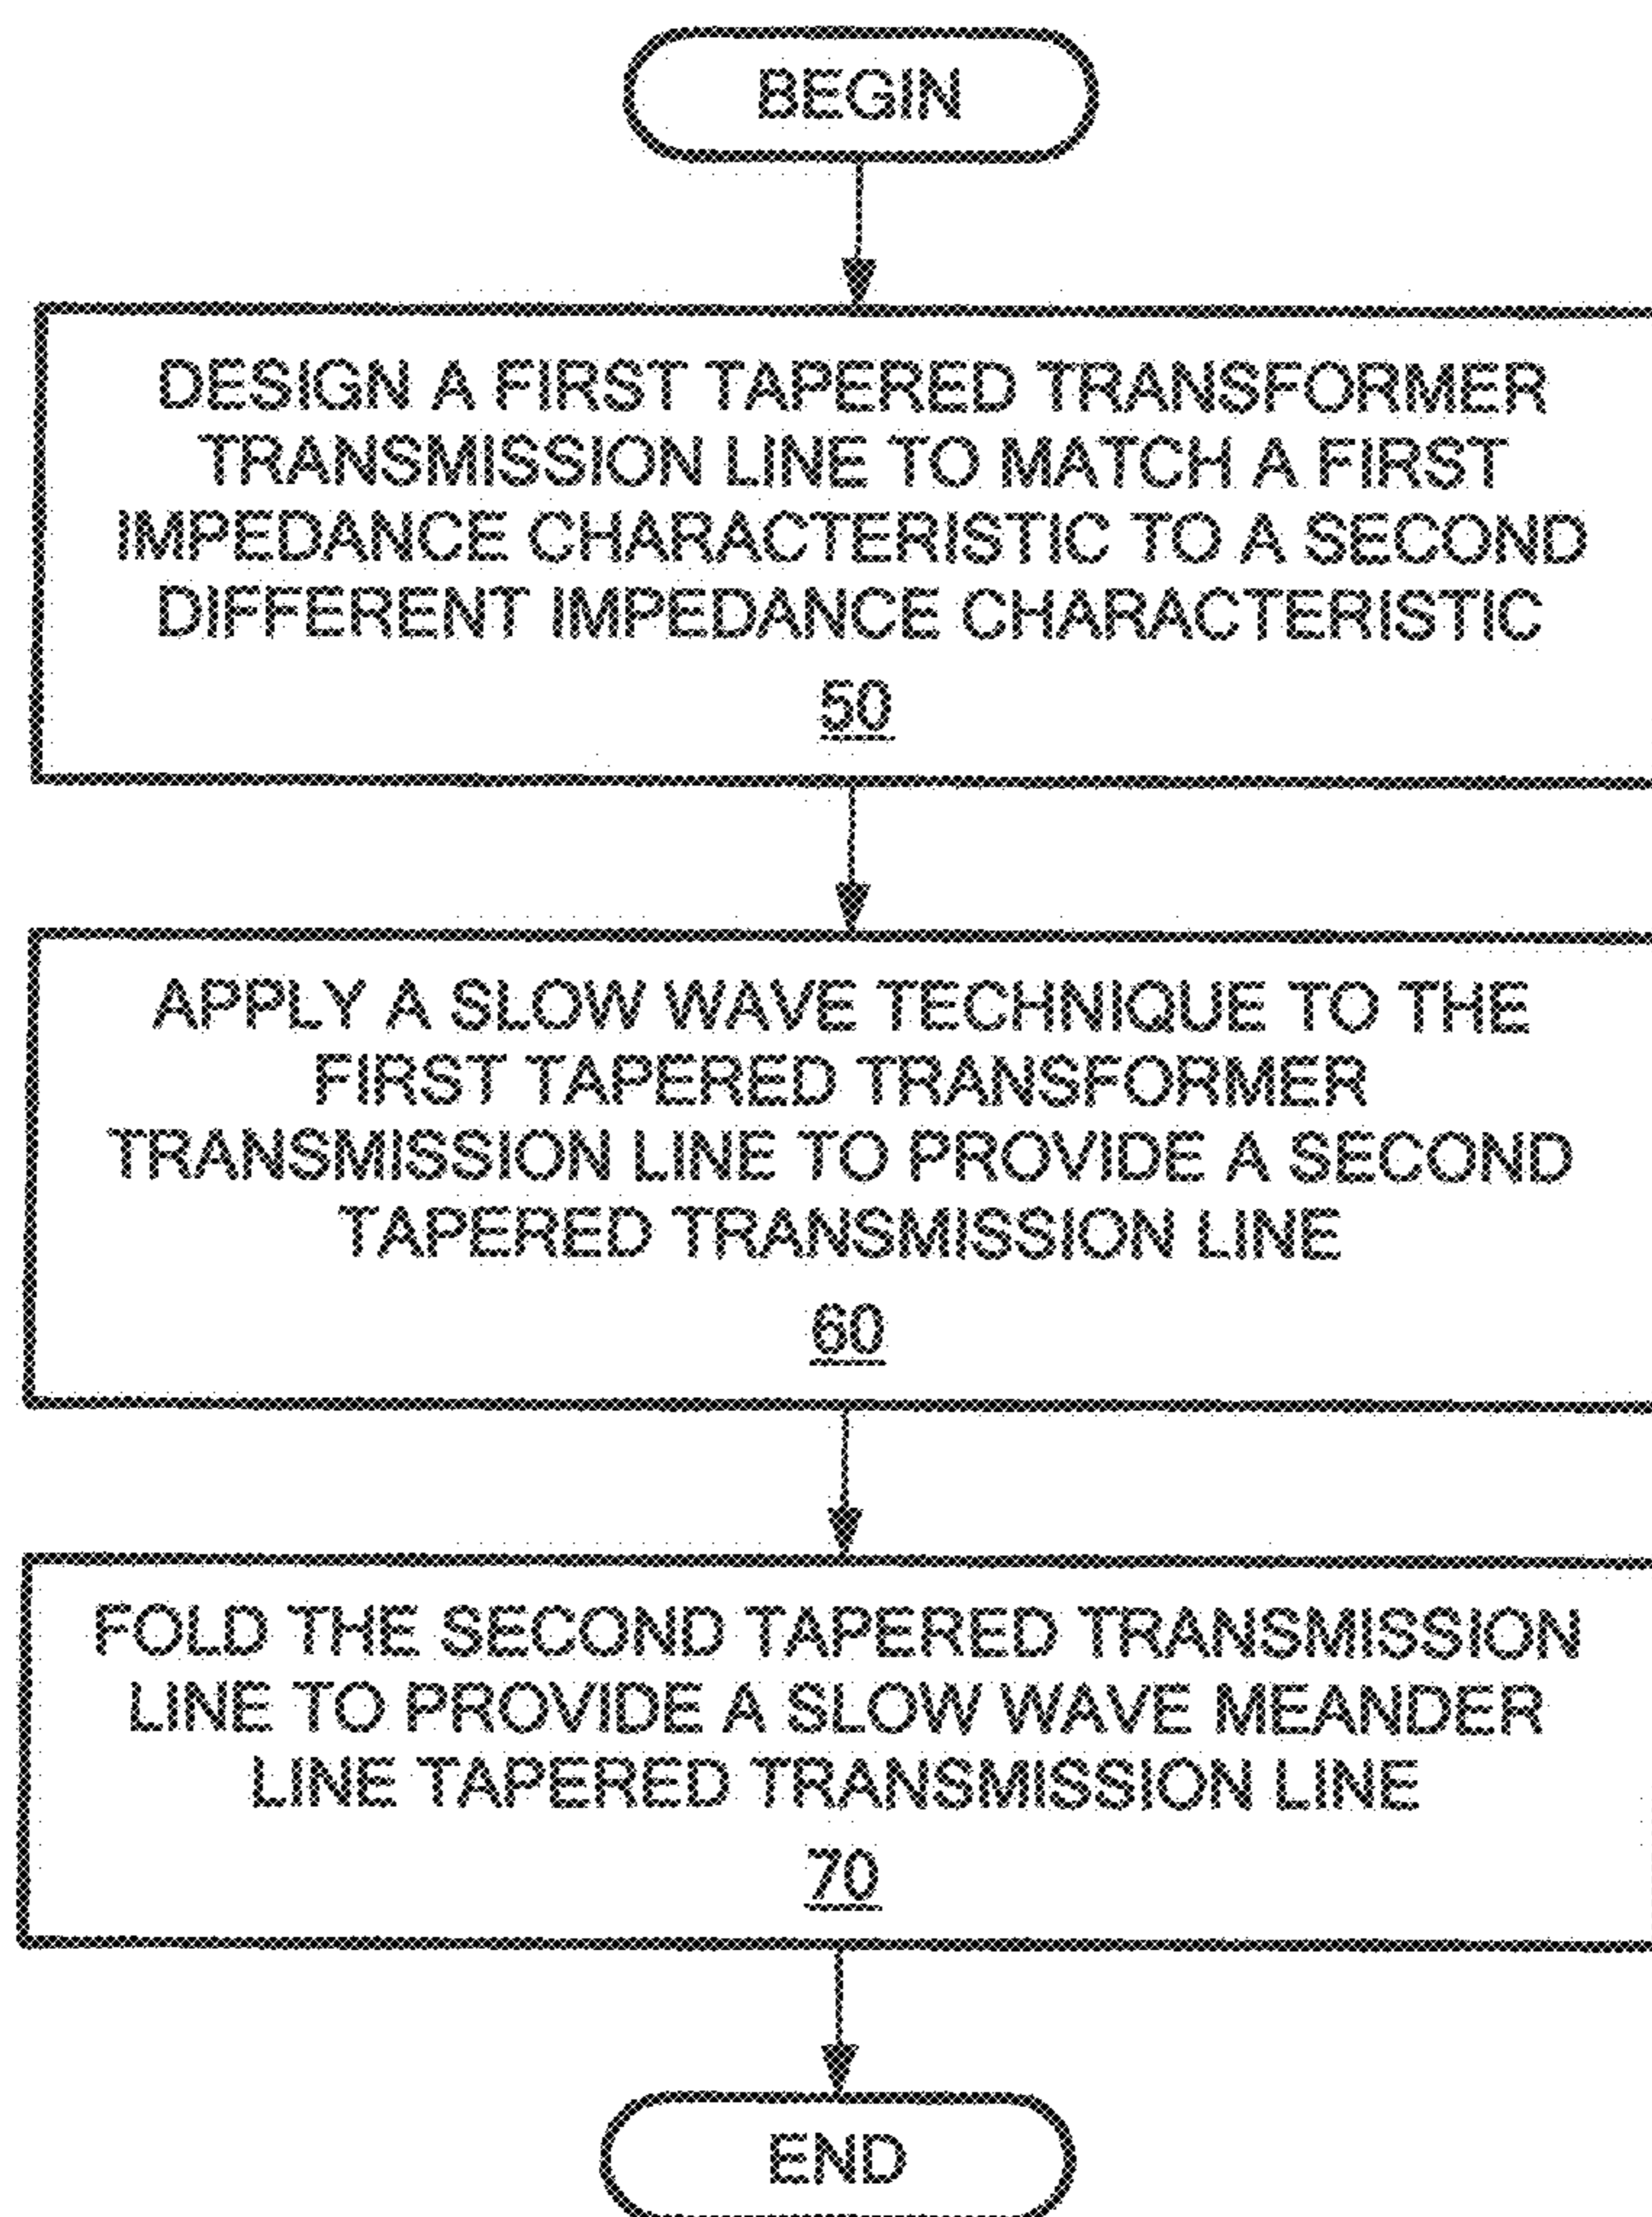 BEGIN
DESIGN A FIRST TAPERED TRANSFORMER
TRANSMISSION LINE TO MATCH A FIRST
IMPEDANCE CHARACTERISTIC TO A SECOND
DIFFERENT IMPEDANCE CHARACTERISTIC
50
APPLY A SLOW WAVE TECHNIQUE TO THE
FIRST TAPERED TRANSFORMER
TRANSMISSION LINE TO PROVIDE A SECOND
TAPERED TRANSMISSION LINE
60
FOLD THE SECOND TAPERED TRANSMISSION
LINE TO PROVIDE A SLOW WAVE MEANDER
LINE TAPERED TRANSMISSION LINE
70
END